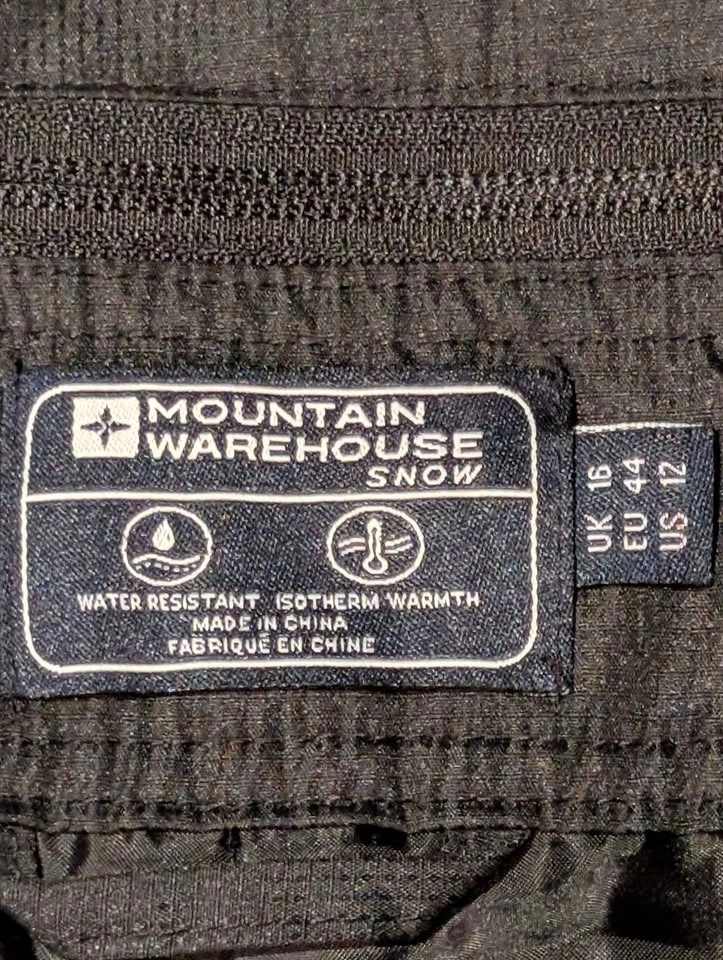 MOUNTAIN
WAREHOUSE
SNOW
WATER RESISTANT ISOTHERM WARMTH
MADE IN CHINA
FABRIQUÉ EN CHINE
UK 16
EU 44
US 12